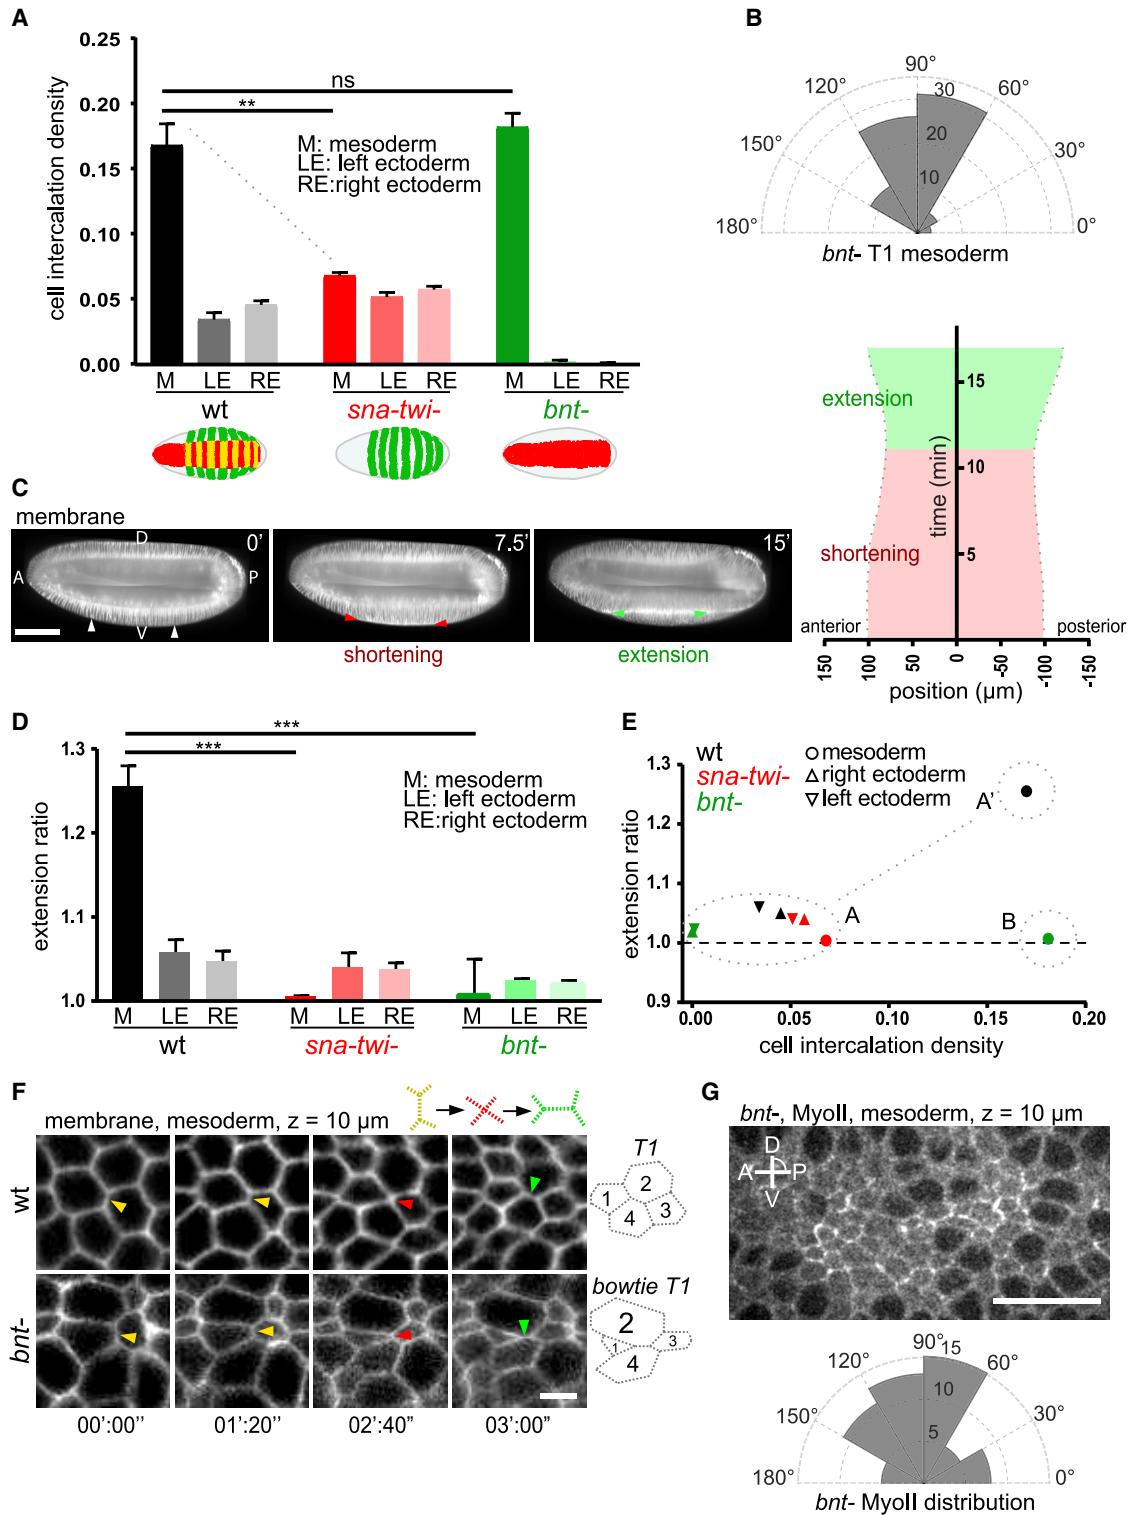 A
cell intercalation density
0.25
0.20
0.15
0.10
0.05
0.00
ns
**
M: mesoderm
LE: left ectoderm
RE:right ectoderm
M LE RE M LE RE M LE RE
wt sna-twi- bnt-
B
180° 150° 120° 90° 60° 30° 0°
30
20
10
bnt- T1 mesoderm
extension
shortening
time (min)
15
10
5
anterior posterior
150 100 50 0 -50 -100 -150
position (µm)
C
membrane
A D P V 0'
7.5'
15'
shortening extension
D
extension ratio
1.3
1.2
1.1
1.0
***
***
M: mesoderm
LE: left ectoderm
RE:right ectoderm
M LE RE M LE RE M LE RE
wt sna-twi- bnt-
E
wt
sna-twi-
bnt-
mesoderm
right ectoderm
left ectoderm
extension ratio
1.3
1.2
1.1
1.0
0.9
A'
A
B
0.00 0.05 0.10 0.15 0.20
cell intercalation density
F
membrane, mesoderm, z = 10 µm
wt
bnt-
T1
1 2 3 4
bowtie T1
2 1 3 4
00':00'' 01':20'' 02':40'' 03':00''
G
bnt-, MyoII, mesoderm, z = 10 µm
D
A P
V
180° 150° 120° 90° 60° 30° 0°
15
10
5
bnt- MyoII distribution